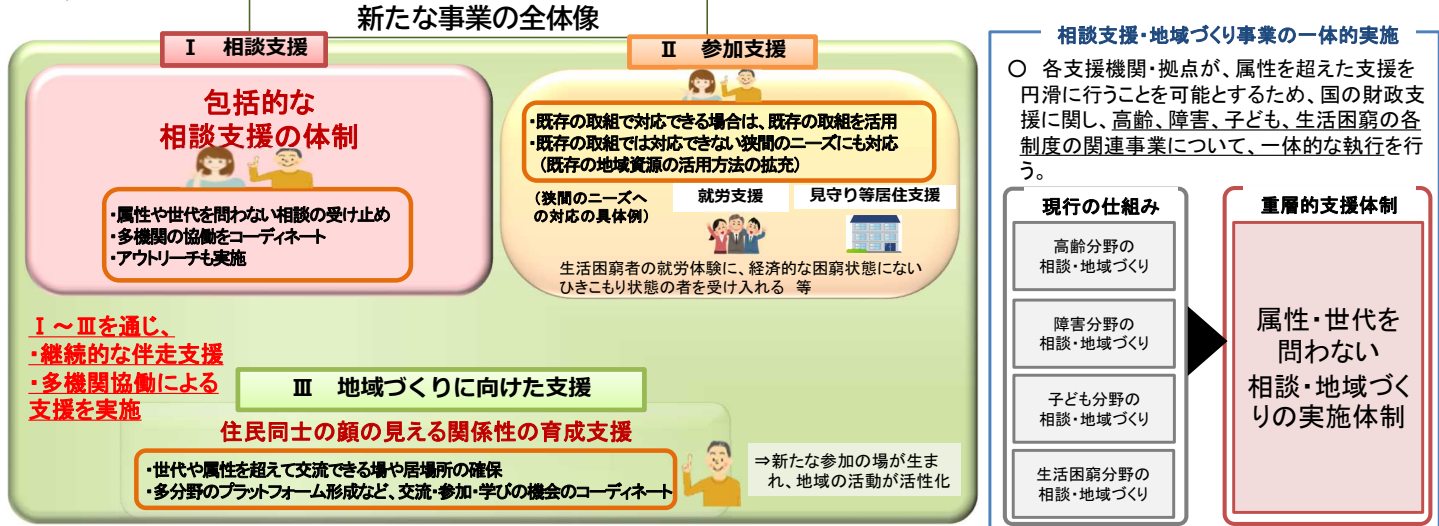 新たな事業の全体像
Ⅰ 相談支援
包括的な
相談支援の体制
・属性や世代を問わない相談の受け止め
・多機関の協働をコーディネート
・アウトリーチも実施
Ⅱ 参加支援
・既存の取組で対応できる場合は、既存の取組を活用
・既存の取組では対応できない狭間のニーズにも対応
（既存の地域資源の活用方法の拡充）
（狭間のニーズへ
の対応の具体例）
就労支援
見守り等居住支援
生活困窮者の就労体験に、経済的な困窮状態にない
ひきこもり状態の者を受け入れる 等
Ⅰ～Ⅲを通じ、
・継続的な伴走支援
・多機関協働による
支援を実施
Ⅲ 地域づくりに向けた支援
住民同士の顔の見える関係性の育成支援
・世代や属性を超えて交流できる場や居場所の確保
・多分野のプラットフォーム形成など、交流・参加・学びの機会のコーディネート
⇒新たな参加の場が生ま
れ、地域の活動が活性化
相談支援・地域づくり事業の一体的実施
○ 各支援機関・拠点が、属性を超えた支援を
円滑に行うことを可能とするため、国の財政支
援に関し、高齢、障害、子ども、生活困窮の各
制度の関連事業について、一体的な執行を行
う。
現行の仕組み
高齢分野の
相談・地域づくり
障害分野の
相談・地域づくり
子ども分野の
相談・地域づくり
生活困窮分野の
相談・地域づくり
重層的支援体制
属性・世代を
問わない
相談・地域づく
りの実施体制